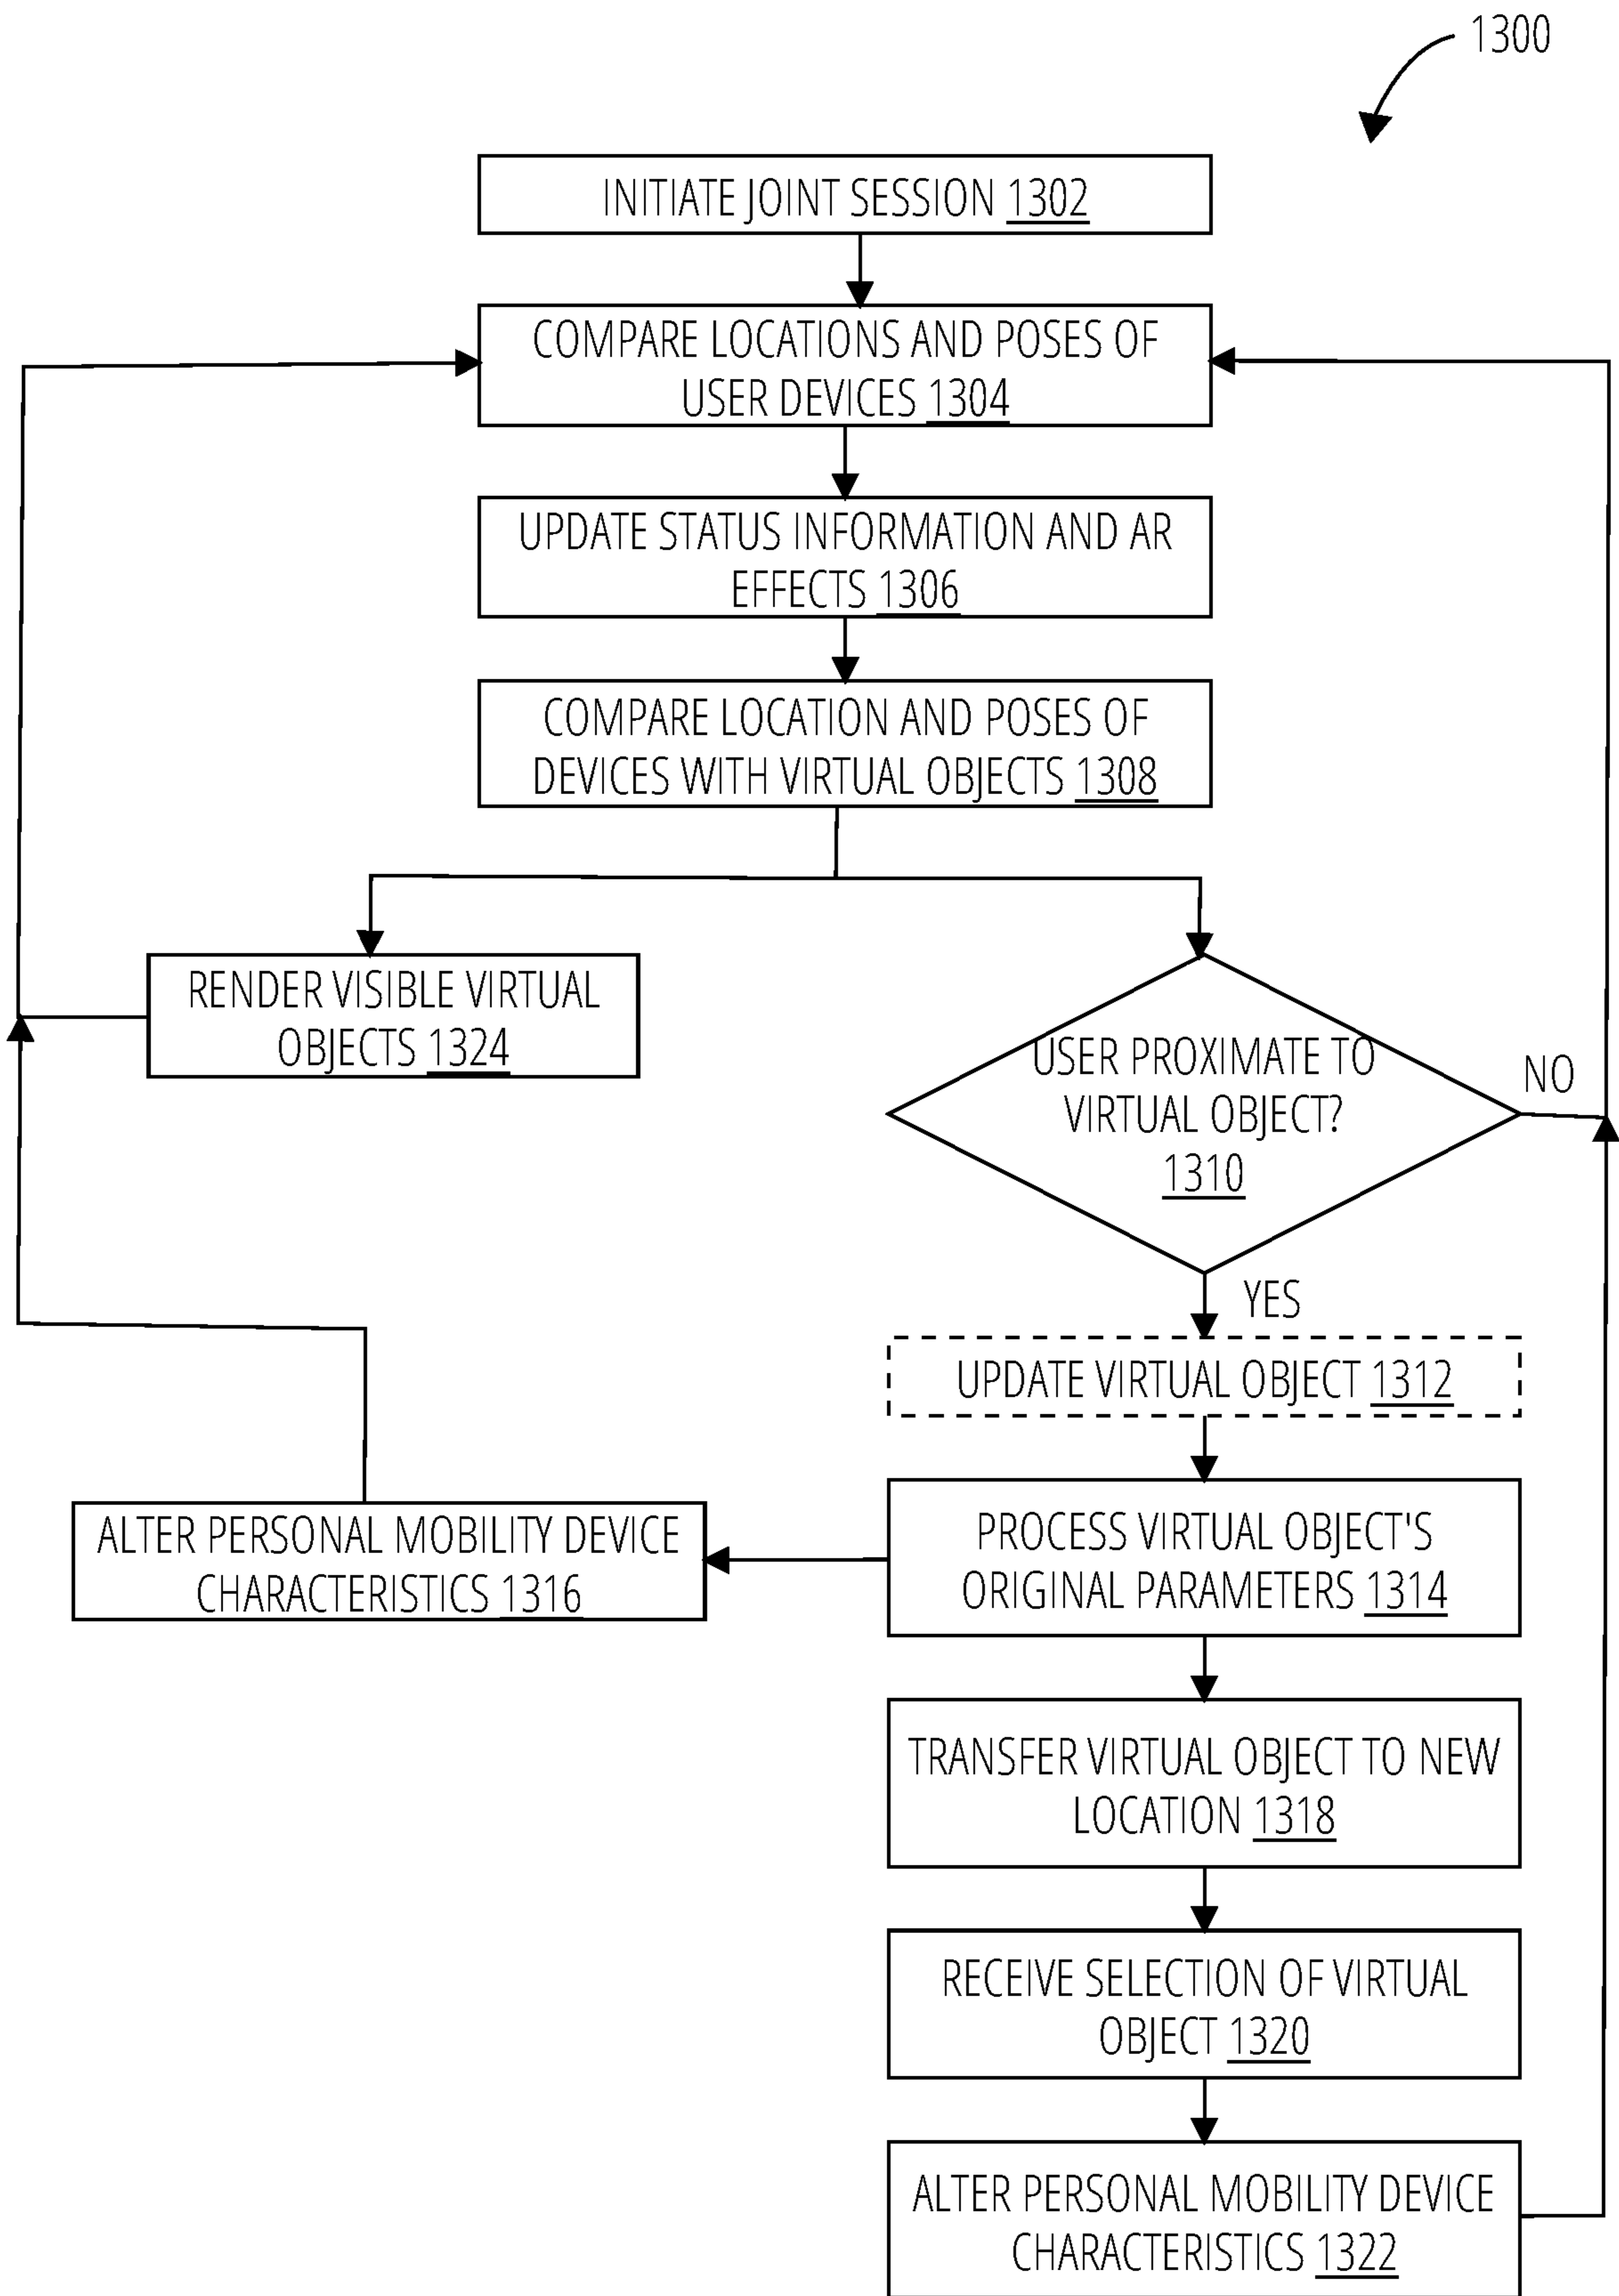 1300
INITIATE JOINT SESSION 1302
COMPARE LOCATIONS AND POSES OF
USER DEVICES 1304
UPDATE STATUS INFORMATION AND AR
EFFECTS 1306
COMPARE LOCATION AND POSES OF
DEVICES WITH VIRTUAL OBJECTS 1308
RENDER VISIBLE VIRTUAL
OBJECTS 1324
USER PROXIMATE TO
VIRTUAL OBJECT?
1310
NO
YES
UPDATE VIRTUAL OBJECT 1312
PROCESS VIRTUAL OBJECT'S
ORIGINAL PARAMETERS 1314
ALTER PERSONAL MOBILITY DEVICE
CHARACTERISTICS 1316
TRANSFER VIRTUAL OBJECT TO NEW
LOCATION 1318
RECEIVE SELECTION OF VIRTUAL
OBJECT 1320
ALTER PERSONAL MOBILITY DEVICE
CHARACTERISTICS 1322